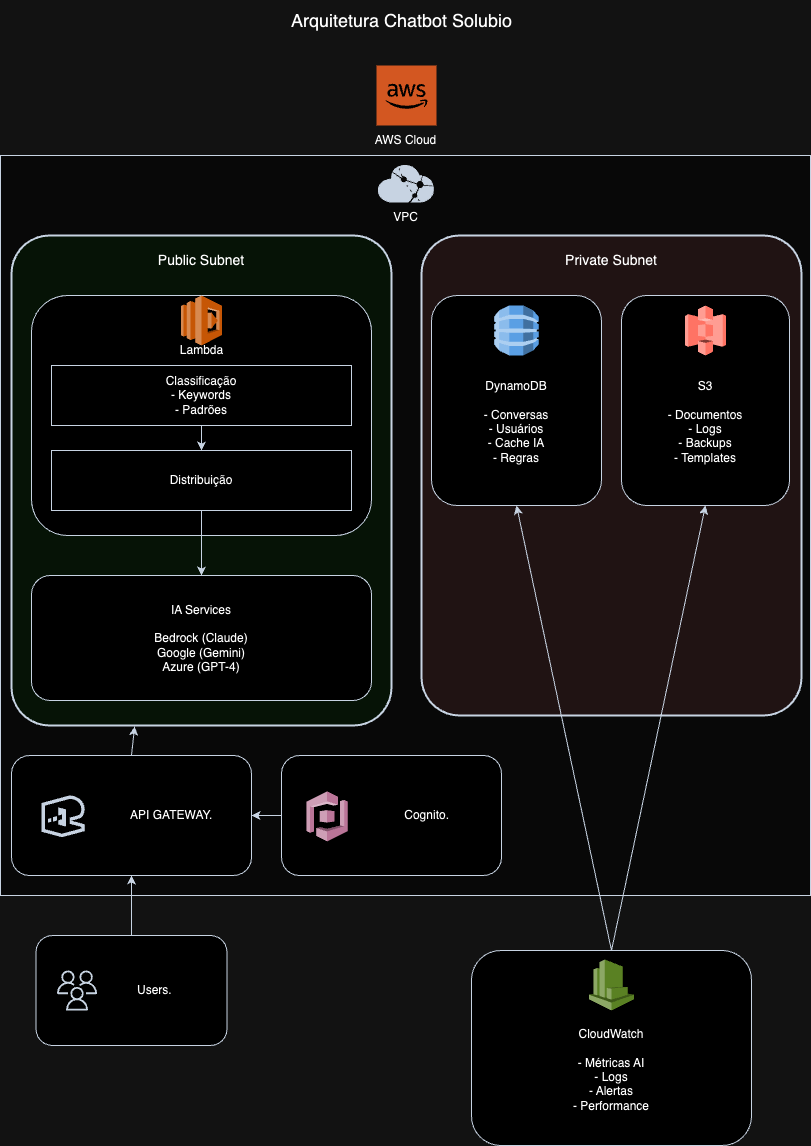 Arquitetura Chatbot Solubio
aws
AWS Cloud
VPC
Public Subnet
Lambda
Classificação
- Keywords
- Padrões
Distribuição
IA Services
Bedrock (Claude)
Google (Gemini)
Azure (GPT-4)
Private Subnet
DynamoDB
- Conversas
- Usuários
- Cache IA
- Regras
S3
- Documentos
- Logs
- Backups
- Templates
API GATEWAY.
Cognito.
Users.
CloudWatch
- Métricas AI
- Logs
- Alertas
- Performance